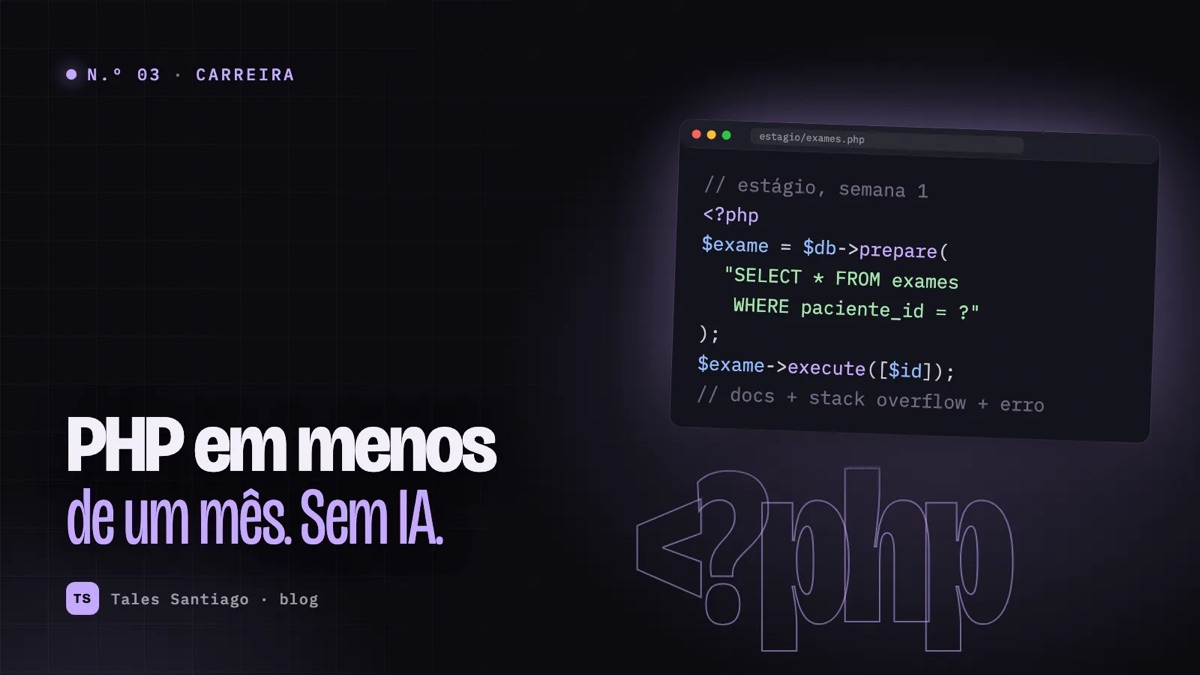 N.º 03 · CARREIRA
estagio/exames.php
// estágio, semana 1
<?php
$exame = $db->prepare(
"SELECT * FROM exames
WHERE paciente_id = ?"
);
$exame->execute([$id]);
// docs + stack overflow + erro
PHP em menos
de um mês. Sem IA.
TS Tales Santiago · blog
<?php